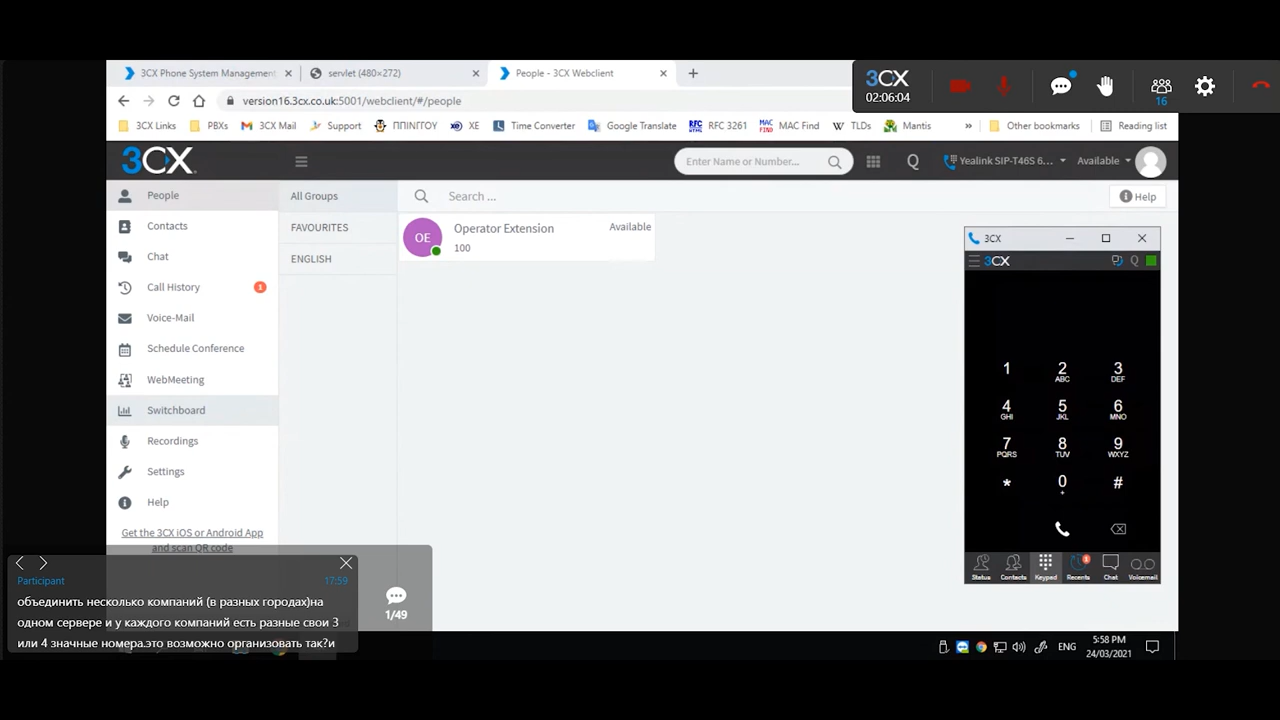 3CX Phone System Management
servlet (480×272)
People - 3CX Webclient
3CX
02:06:04
16
version16.3cx.co.uk:5001/webclient/#/people
3CX Links
PBXs
3CX Mail
Support
ΠΠΙΝΓΓΟΥ
XE
Time Converter
Google Translate
RFC 3261
MAC Find
TLDs
Mantis
Other bookmarks
Reading list
3CX
Enter Name or Number...
Q
Yealink SIP-T46S 6...
Available
People
Contacts
Chat
Call History
1
Voice-Mail
Schedule Conference
WebMeeting
Switchboard
Recordings
Settings
Help
Get the 3CX iOS or Android App
and scan QR code
All Groups
FAVOURITES
ENGLISH
Search ...
Help
OE
Operator Extension
Available
100
3CX
3CX
Q
1
2 ABC
3 DEF
4 GHI
5 JKL
6 MNO
7 PQRS
8 TUV
9 WXYZ
*
0 +
#
Status
Contacts
Keypad
Recents
1
Chat
Voicemail
Participant
17:59
объединить несколько компаний (в разных городах)на
одном сервере и у каждого компаний есть разные свои 3
или 4 значные номера.это возможно организовать так?и
1/49
ENG
5:58 PM
24/03/2021